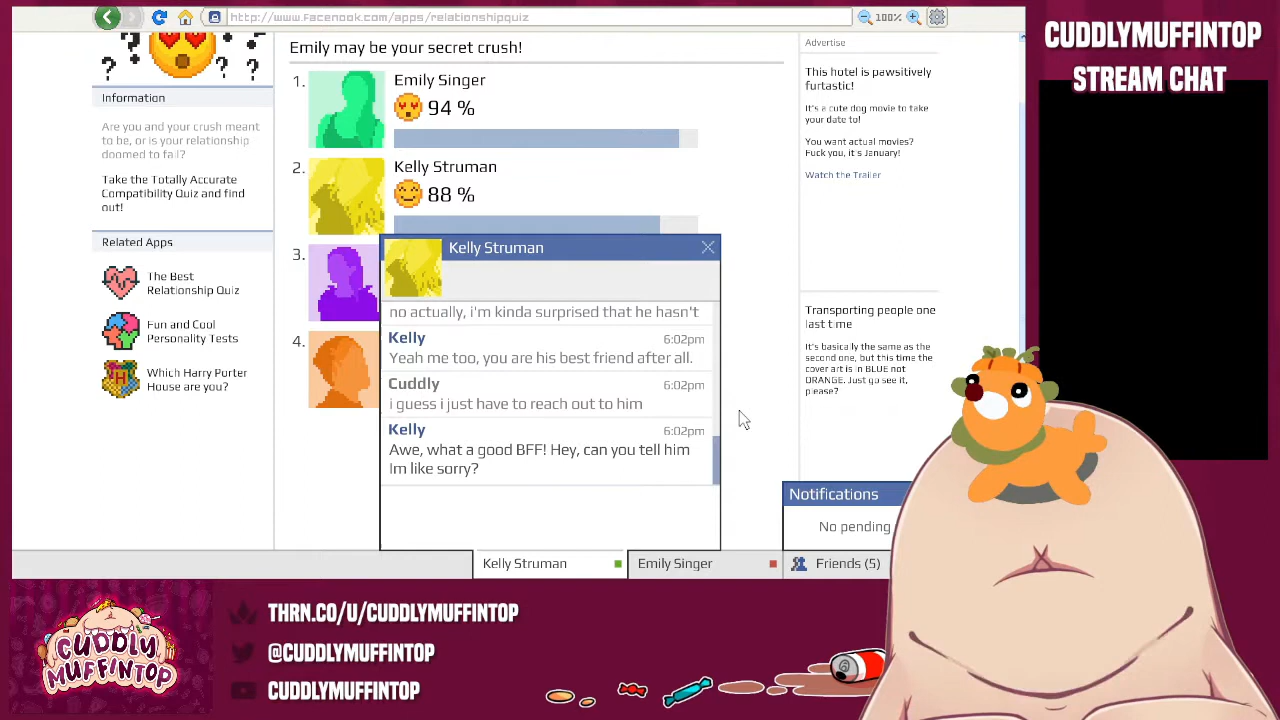 http://www.facenook.com/apps/relationshipquiz
100%
CUDDLYMUFFINTOP
STREAM CHAT
Emily may be your secret crush!
1.
Emily Singer
94 %
2.
Kelly Struman
88 %
3.
4.
Information
Are you and your crush meant
to be, or is your relationship
doomed to fail?
Take the Totally Accurate
Compatibility Quiz and find
out!
Related Apps
The Best
Relationship Quiz
Fun and Cool
Personality Tests
H
Which Harry Porter
House are you?
Kelly Struman
no actually, i'm kinda surprised that he hasn't
Kelly
6:02pm
Yeah me too, you are his best friend after all.
Cuddly
6:02pm
i guess i just have to reach out to him
Kelly
6:02pm
Awe, what a good BFF! Hey, can you tell him
Im like sorry?
Advertise
This hotel is pawsitively
furtastic!
It's a cute dog movie to take
your date to!
You want actual movies?
Fuck you, it's January!
Watch the Trailer
Transporting people one
last time
It's basically the same as the
second one, but this time the
cover art is in BLUE not
ORANGE. Just go see it,
please?
Notifications
No pending
Kelly Struman
Emily Singer
Friends (5)
CUDDLY
MUFFINTOP
THRN.CO/U/CUDDLYMUFFINTOP
@CUDDLYMUFFINTOP
CUDDLYMUFFINTOP